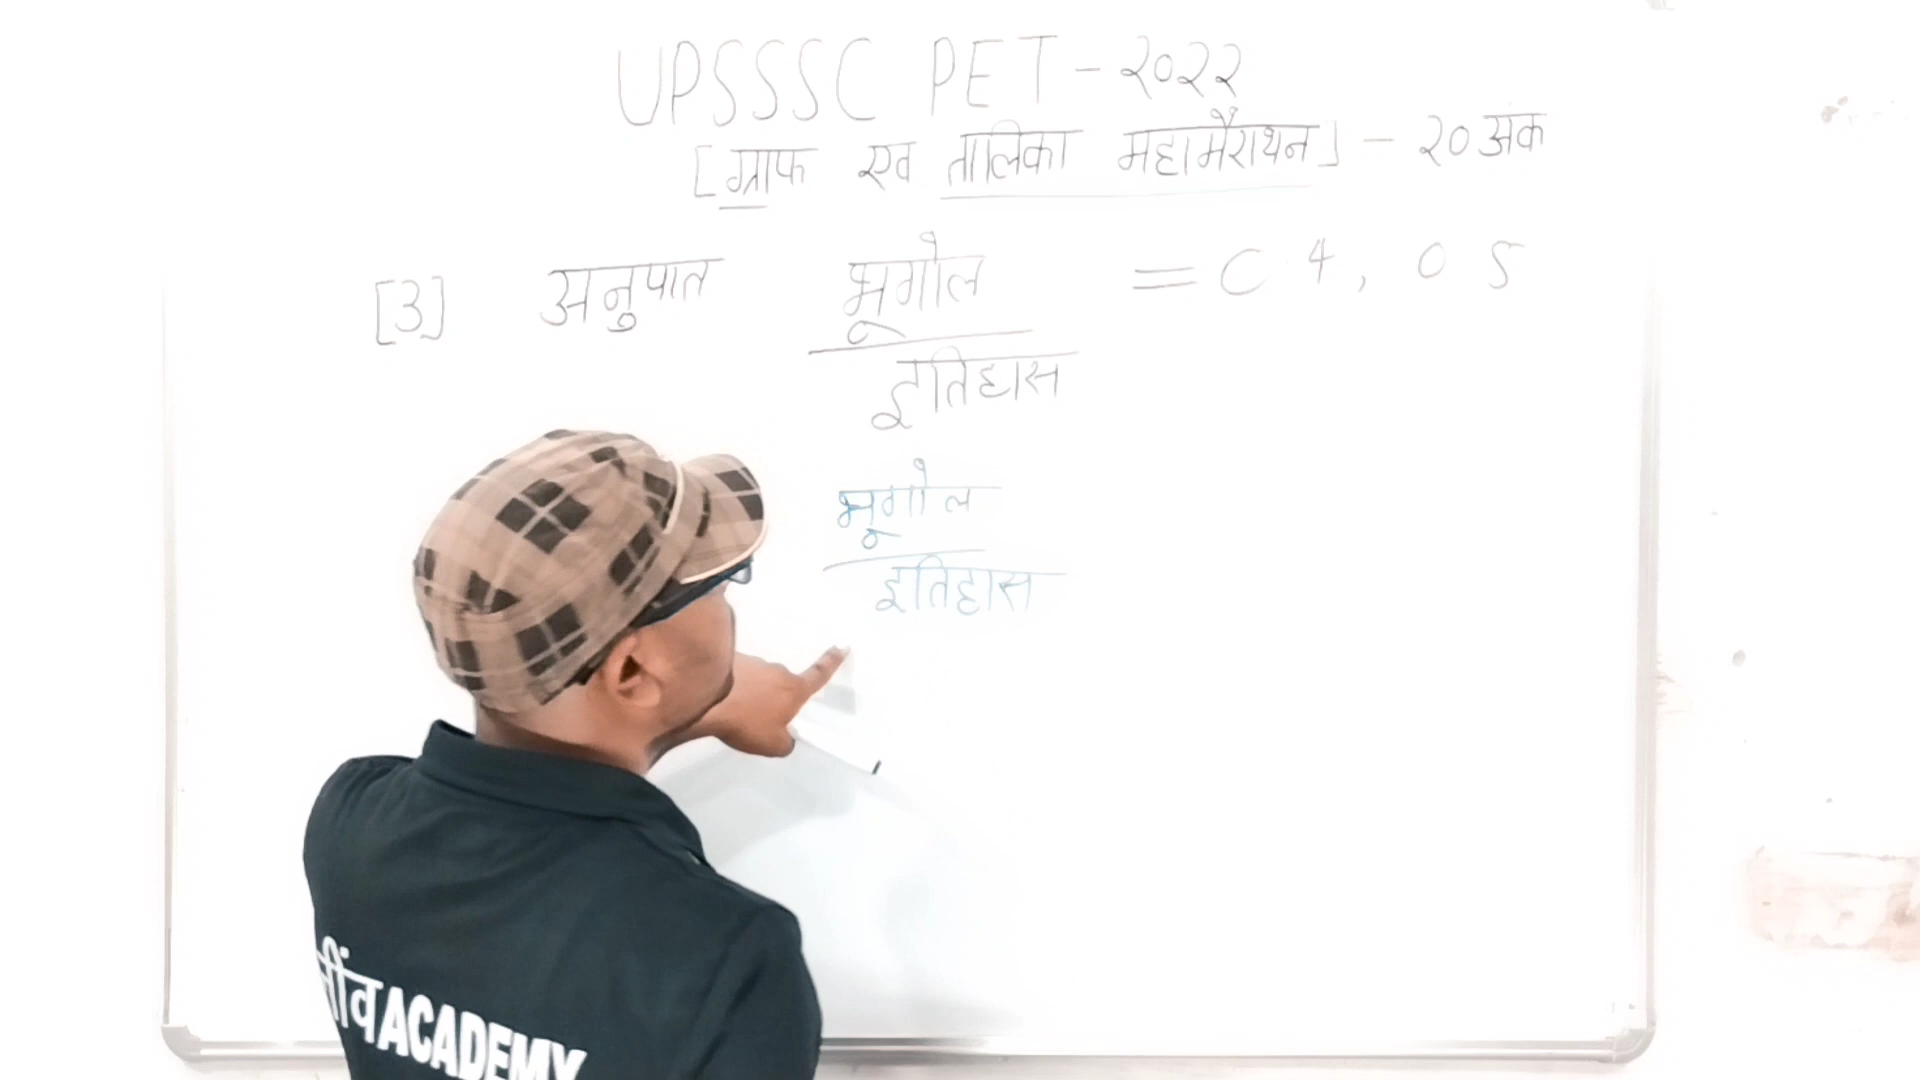 UPSSSC PET - २०२२
[ग्राफ एव तालिका महामैराथन] - २० अंक
[3] अनुपात भूगोल = C 4, 0 5
इतिहास
भूगोल
इतिहास
नींव ACADEMY